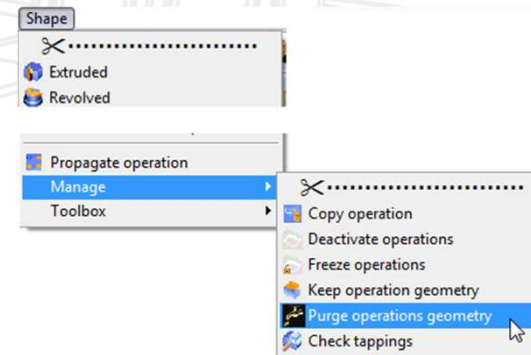 Shape
Extruded
Revolved
Propagate operation
Manage
Toolbox
Copy operation
Deactivate operations
Freeze operations
Keep operation geometry
Purge operations geometry
Check tappings